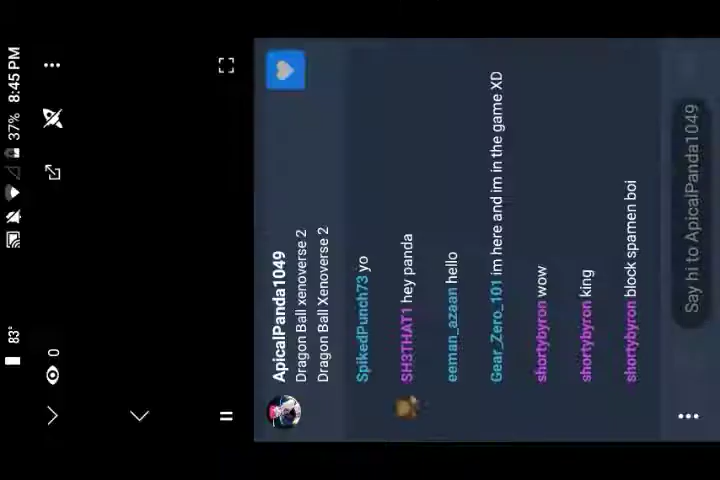 83° 37% 8:45 PM
0
ApicalPanda1049
Dragon Ball xenoverse 2
Dragon Ball Xenoverse 2
SpikedPunch73 yo
SH3THAT1 hey panda
eeman_azaan hello
Gear_Zero_101 im here and im in the game XD
shortybyron wow
shortybyron king
shortybyron block spamen boi
Say hi to ApicalPanda1049